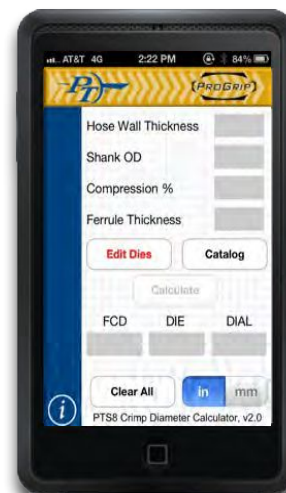 AT&T 4G 2:22 PM 84%
PT (PROGRIP)
Hose Wall Thickness
Shank OD
Compression %
Ferrule Thickness
Edit Dies Catalog
Calculate
FCD DIE DIAL
Clear All in mm
i PTS8 Crimp Diameter Calculator, v2.0